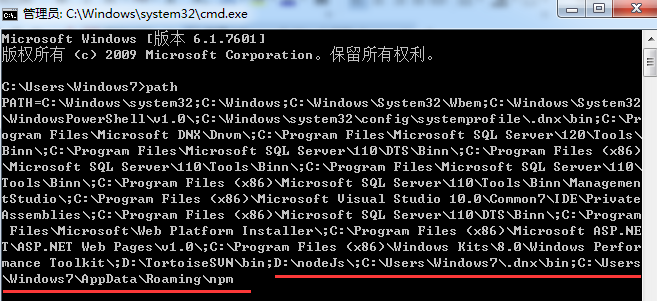 管理员: C:\Windows\system32\cmd.exe
Microsoft Windows [版本 6.1.7601]
版权所有 (c) 2009 Microsoft Corporation。保留所有权利。
C:\Users\Windows7>path
PATH=C:\Windows\system32;C:\Windows;C:\Windows\System32\Wbem;C:\Windows\System32
\WindowsPowerShell\v1.0\;C:\Windows\system32\config\systemprofile\.dnx\bin;C:\Pr
ogram Files\Microsoft DNX\Dnvm\;C:\Program Files\Microsoft SQL Server\120\Tools\
Binn\;C:\Program Files\Microsoft SQL Server\110\DTS\Binn\;C:\Program Files (x86)
\Microsoft SQL Server\110\Tools\Binn\;C:\Program Files\Microsoft SQL Server\110\
Tools\Binn\;C:\Program Files (x86)\Microsoft SQL Server\110\Tools\Binn\Managemen
tStudio\;C:\Program Files (x86)\Microsoft Visual Studio 10.0\Common7\IDE\Private
Assemblies\;C:\Program Files (x86)\Microsoft SQL Server\110\DTS\Binn\;C:\Program
 Files\Microsoft\Web Platform Installer\;C:\Program Files (x86)\Microsoft ASP.NE
T\ASP.NET Web Pages\v1.0\;C:\Program Files (x86)\Windows Kits\8.0\Windows Perfor
mance Toolkit\;D:\TortoiseSVN\bin;D:\nodeJs\;C:\Users\Windows7\.dnx\bin;C:\Users
\Windows7\AppData\Roaming\npm